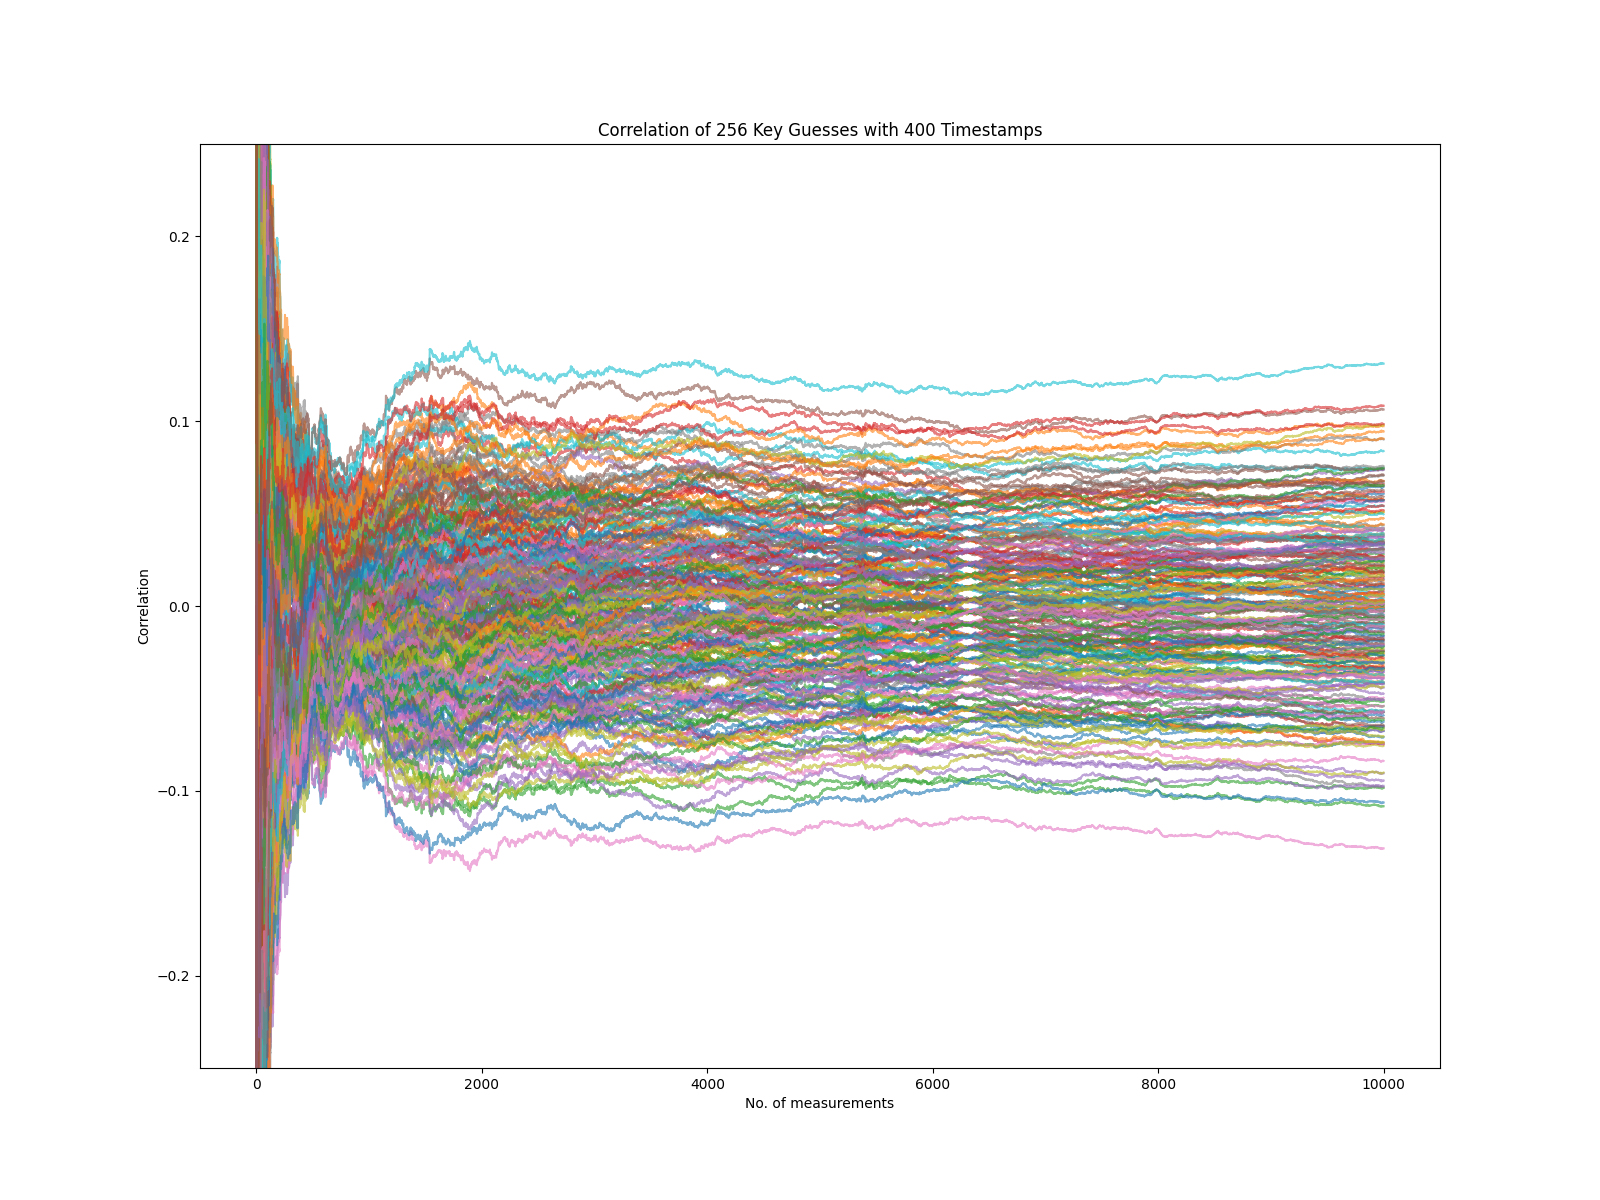 Correlation of 256 Key Guesses with 400 Timestamps
0.2
0.1
0.0
−0.1
−0.2
Correlation
0 2000 4000 6000 8000 10000
No. of measurements